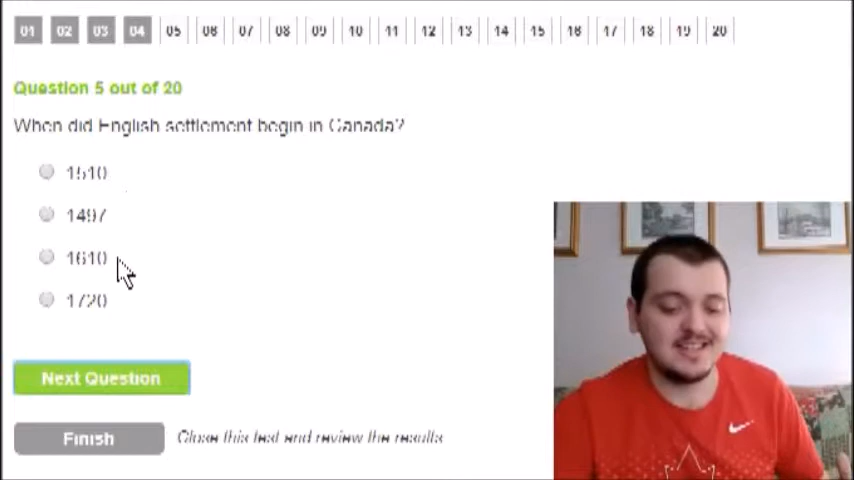 01 02 03 04 05 06 07 08 09 10 11 12 13 14 15 16 17 18 19 20
Question 5 out of 20
When did English settlement begin in Canada?
1510
1497
1610
1720
Next Question
Finish Close this test and review the results